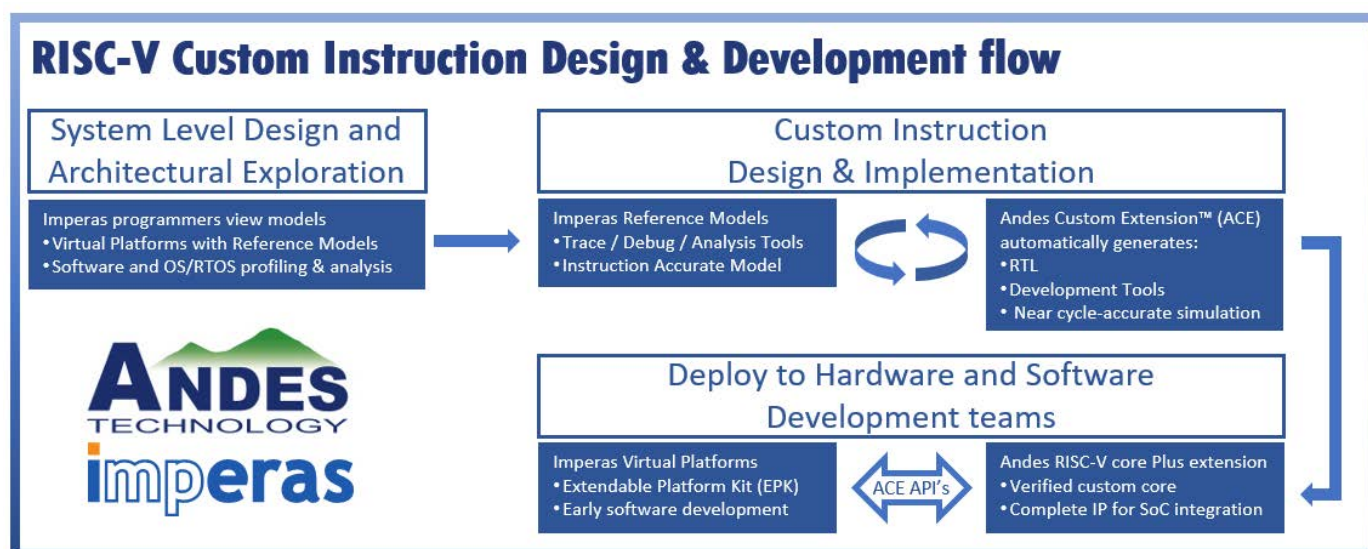 RISC-V Custom Instruction Design & Development flow
System Level Design and
Architectural Exploration
Imperas programmers view models
•Virtual Platforms with Reference Models
•Software and OS/RTOS profiling & analysis
Custom Instruction
Design & Implementation
Imperas Reference Models
•Trace / Debug / Analysis Tools
•Instruction Accurate Model
Andes Custom Extension™ (ACE)
automatically generates:
•RTL
•Development Tools
• Near cycle-accurate simulation
ANDES
TECHNOLOGY
imperas
Deploy to Hardware and Software
Development teams
Imperas Virtual Platforms
•Extendable Platform Kit (EPK)
•Early software development
ACE API's
Andes RISC-V core Plus extension
•Verified custom core
•Complete IP for SoC integration